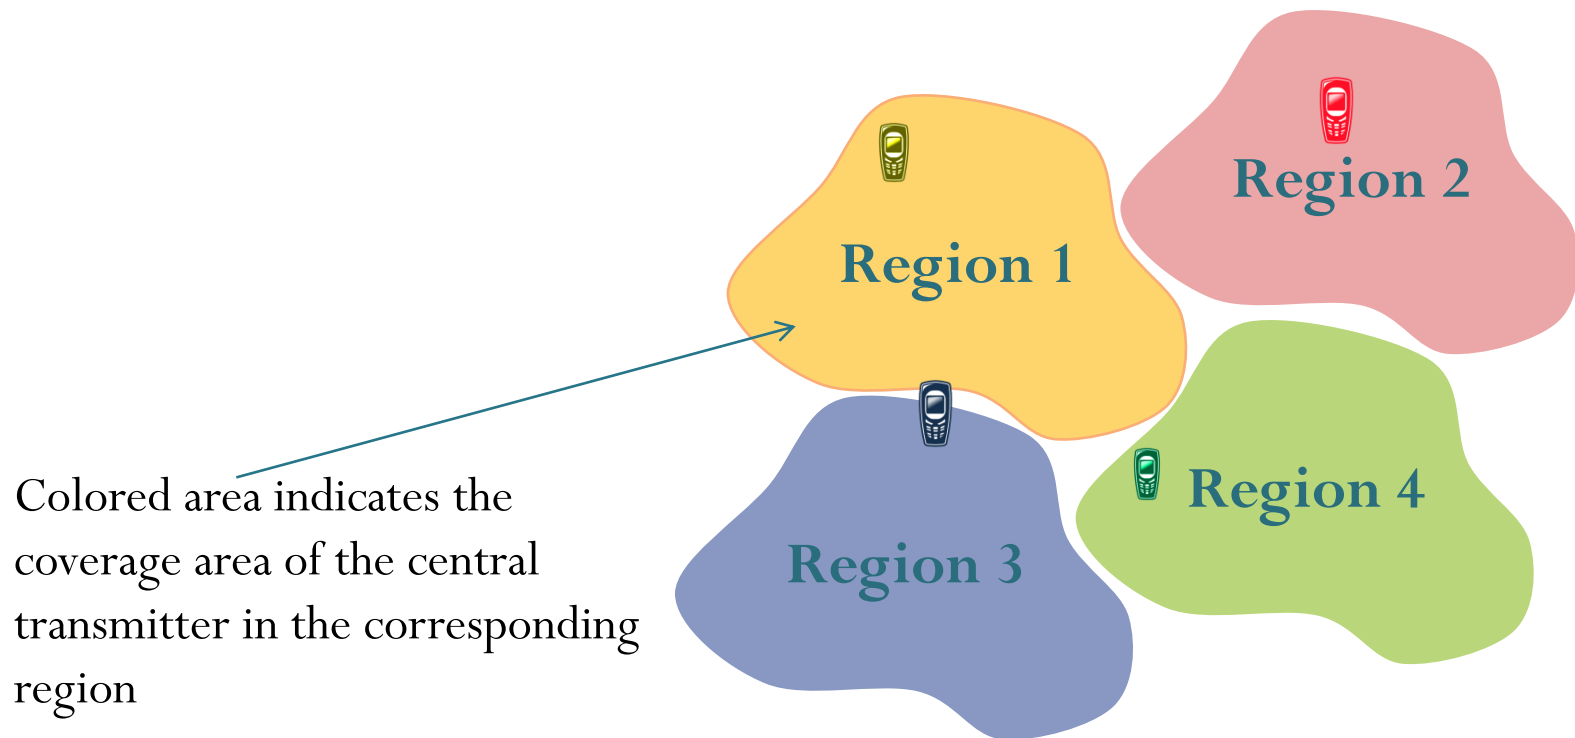 Region 2
Region 1
Colored area indicates the
coverage area of the central
transmitter in the corresponding
region
Region 4
Region 3